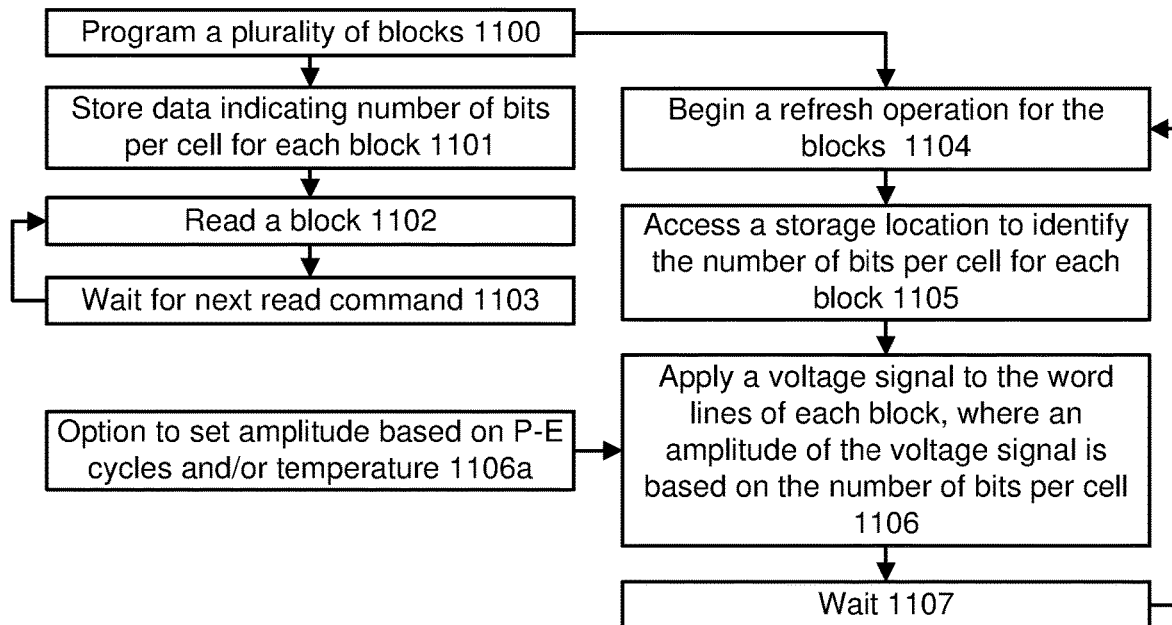 Program a plurality of blocks 1100
Store data indicating number of bits
per cell for each block 1101
Read a block 1102
Wait for next read command 1103
Option to set amplitude based on P-E
cycles and/or temperature 1106a
Begin a refresh operation for the
blocks 1104
Access a storage location to identify
the number of bits per cell for each
block 1105
Apply a voltage signal to the word
lines of each block, where an
amplitude of the voltage signal is
based on the number of bits per cell
1106
Wait 1107